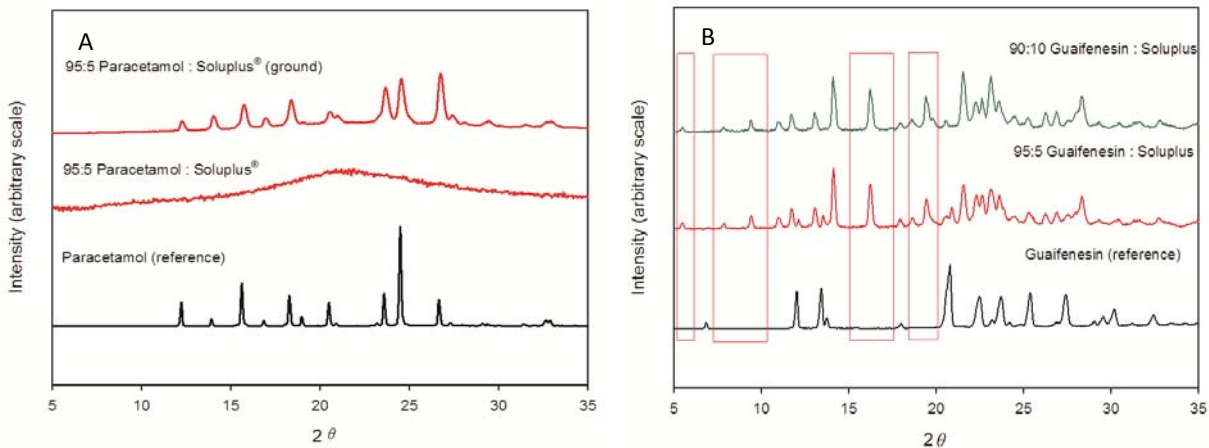 A
95:5 Paracetamol : Soluplus® (ground)
95:5 Paracetamol : Soluplus®
Paracetamol (reference)
Intensity (arbitrary scale)
5 10 15 20 25 30 35
2 θ
B
90:10 Guaifenesin : Soluplus
95:5 Guaifenesin : Soluplus
Guaifenesin (reference)
Intensity (arbitrary scale)
5 10 15 20 25 30 35
2 θ